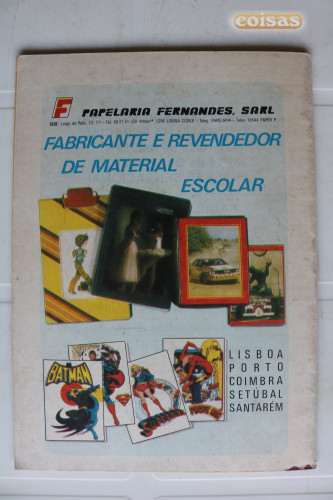 coisas
F PAPELARIA FERNANDES, SARL
FABRICANTE E REVENDEDOR
DE MATERIAL
ESCOLAR
BATMAN
LISBOA
PORTO
COIMBRA
SETÚBAL
SANTARÉM